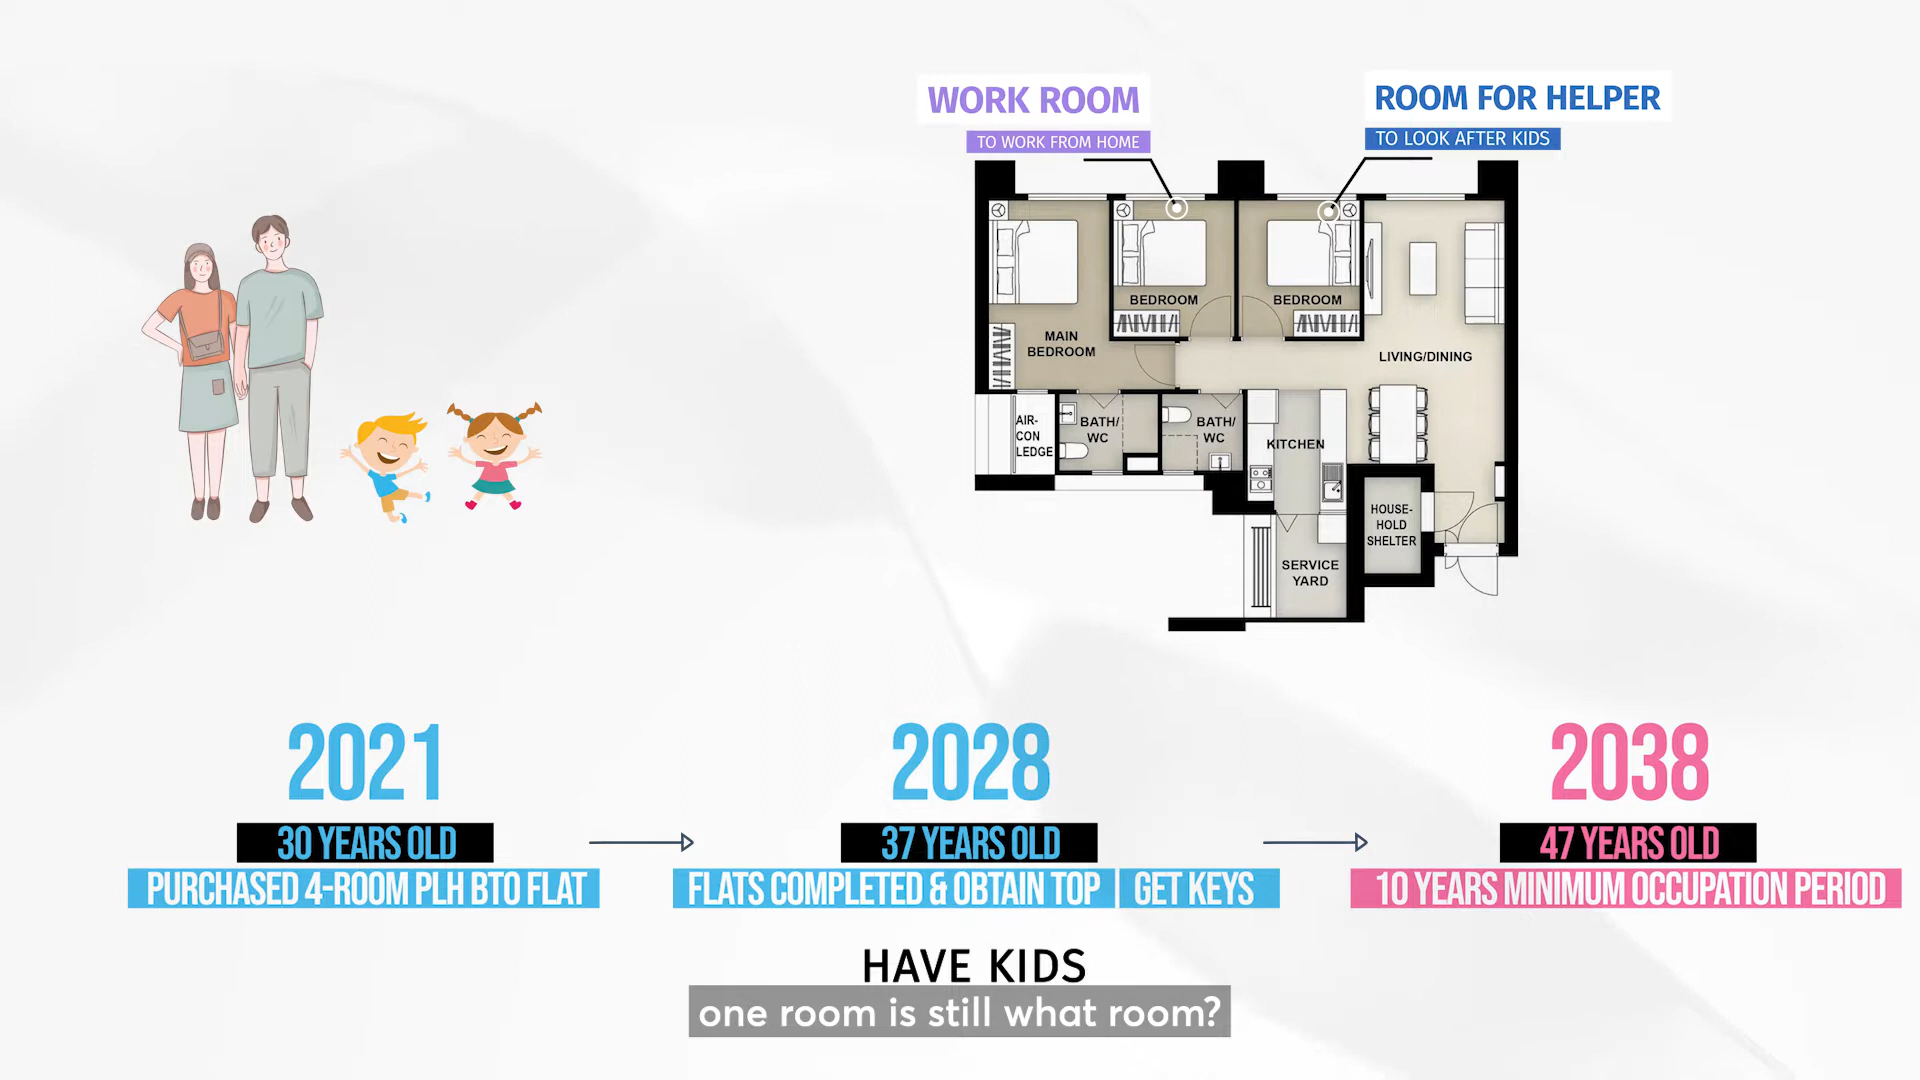 WORK ROOM
TO WORK FROM HOME
ROOM FOR HELPER
TO LOOK AFTER KIDS
BEDROOM
BEDROOM
MAIN
BEDROOM
LIVING/DINING
AIR-
CON
LEDGE
BATH/
WC
BATH/
WC
KITCHEN
HOUSE-
HOLD
SHELTER
SERVICE
YARD
2021
30 YEARS OLD
PURCHASED 4-ROOM PLH BTO FLAT
2028
37 YEARS OLD
FLATS COMPLETED & OBTAIN TOP GET KEYS
2038
47 YEARS OLD
10 YEARS MINIMUM OCCUPATION PERIOD
HAVE KIDS
one room is still what room?